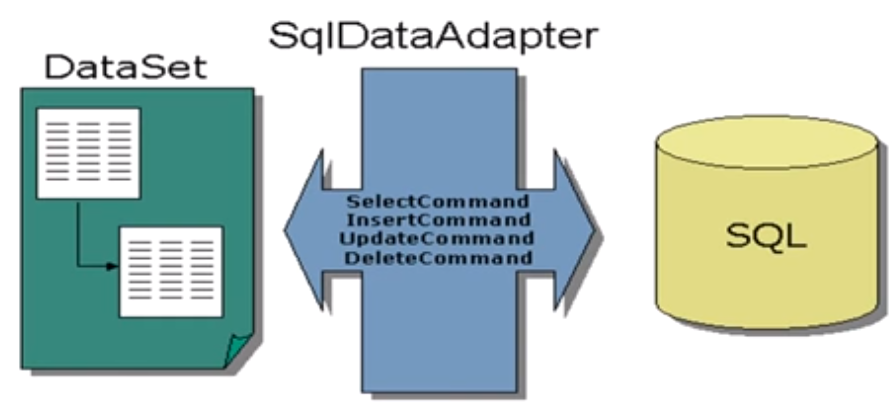 SqlDataAdapter
DataSet
SelectCommand
InsertCommand
UpdateCommand
DeleteCommand
SQL